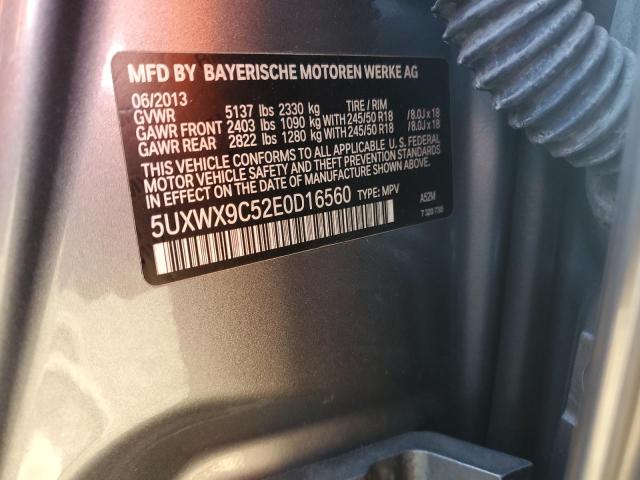 MFD BY BAYERISCHE MOTOREN WERKE AG
06/2013 TIRE / RIM
GVWR 5137 lbs 2330 kg
GAWR FRONT 2403 lbs 1090 kg WITH 245/50 R18 /8.0J x 18
GAWR REAR 2822 lbs 1280 kg WITH 245/50 R18 /8.0J x 18
THIS VEHICLE CONFORMS TO ALL APPLICABLE U. S. FEDERAL
MOTOR VEHICLE SAFETY AND THEFT PREVENTION STANDARDS
IN EFFECT ON THE DATE OF MANUFACTURE SHOWN ABOVE.
5UXWX9C52E0D16560 TYPE: MPV
A52M
7 320 730